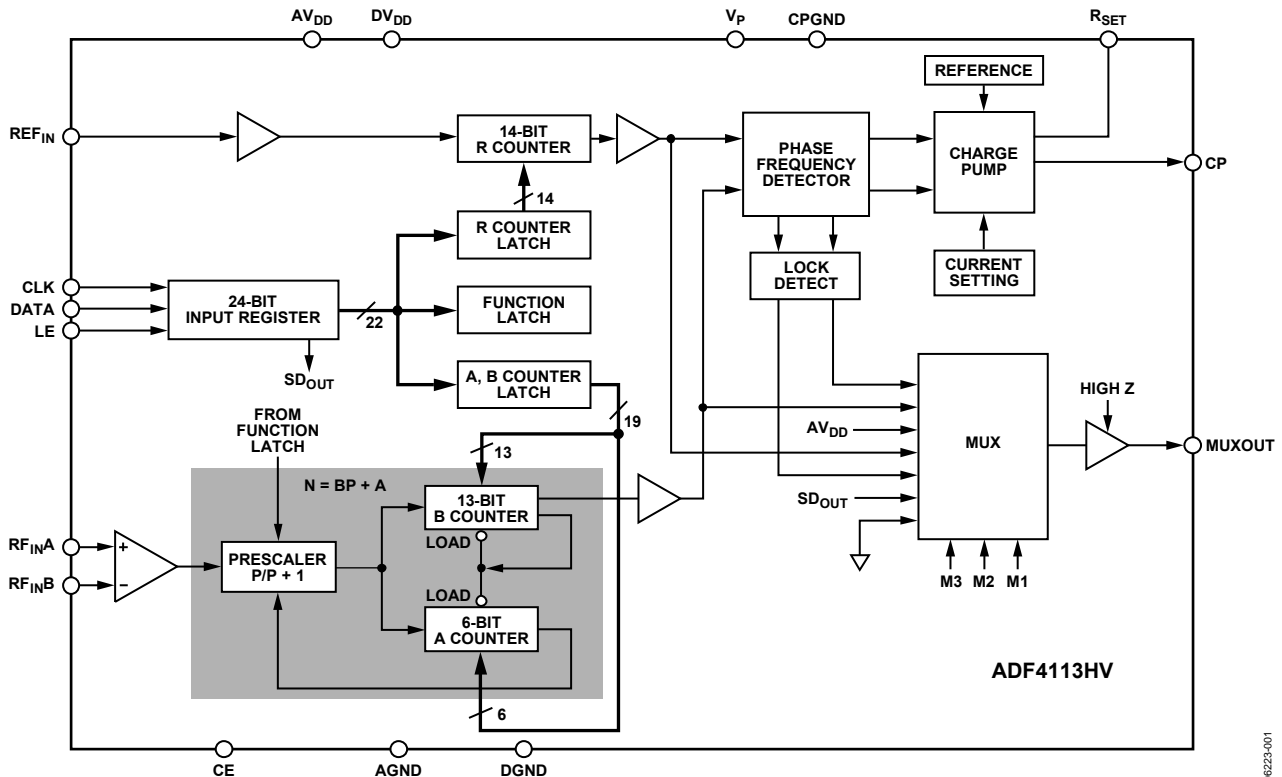 AVDD
DVDD
VP
CPGND
RSET
REFERENCE
REFIN
14-BIT
R COUNTER
PHASE
FREQUENCY
DETECTOR
CHARGE
PUMP
CP
14
R COUNTER
LATCH
LOCK
DETECT
CURRENT
SETTING
CLK
DATA
LE
24-BIT
INPUT REGISTER
22
FUNCTION
LATCH
SDOUT
A, B COUNTER
LATCH
19
HIGH Z
FROM
FUNCTION
LATCH
13
AVDD
MUX
MUXOUT
N = BP + A
13-BIT
B COUNTER
SDOUT
RFINA
RFINB
+
–
PRESCALER
P/P + 1
LOAD
LOAD
6-BIT
A COUNTER
M3
M2
M1
6
ADF4113HV
CE
AGND
DGND
06223-001